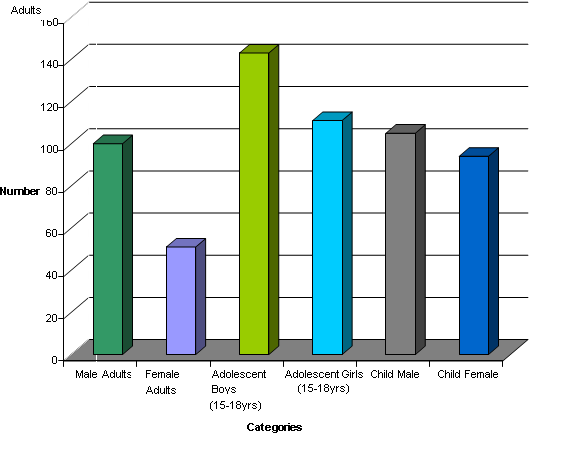 Adults
160
140
120
100
Number 80
60
40
20
0
Male Adults
Female
Adults
Adolescent
Boys
(15-18yrs)
Adolescent Girls
(15-18yrs)
Child Male
Child Female
Categories